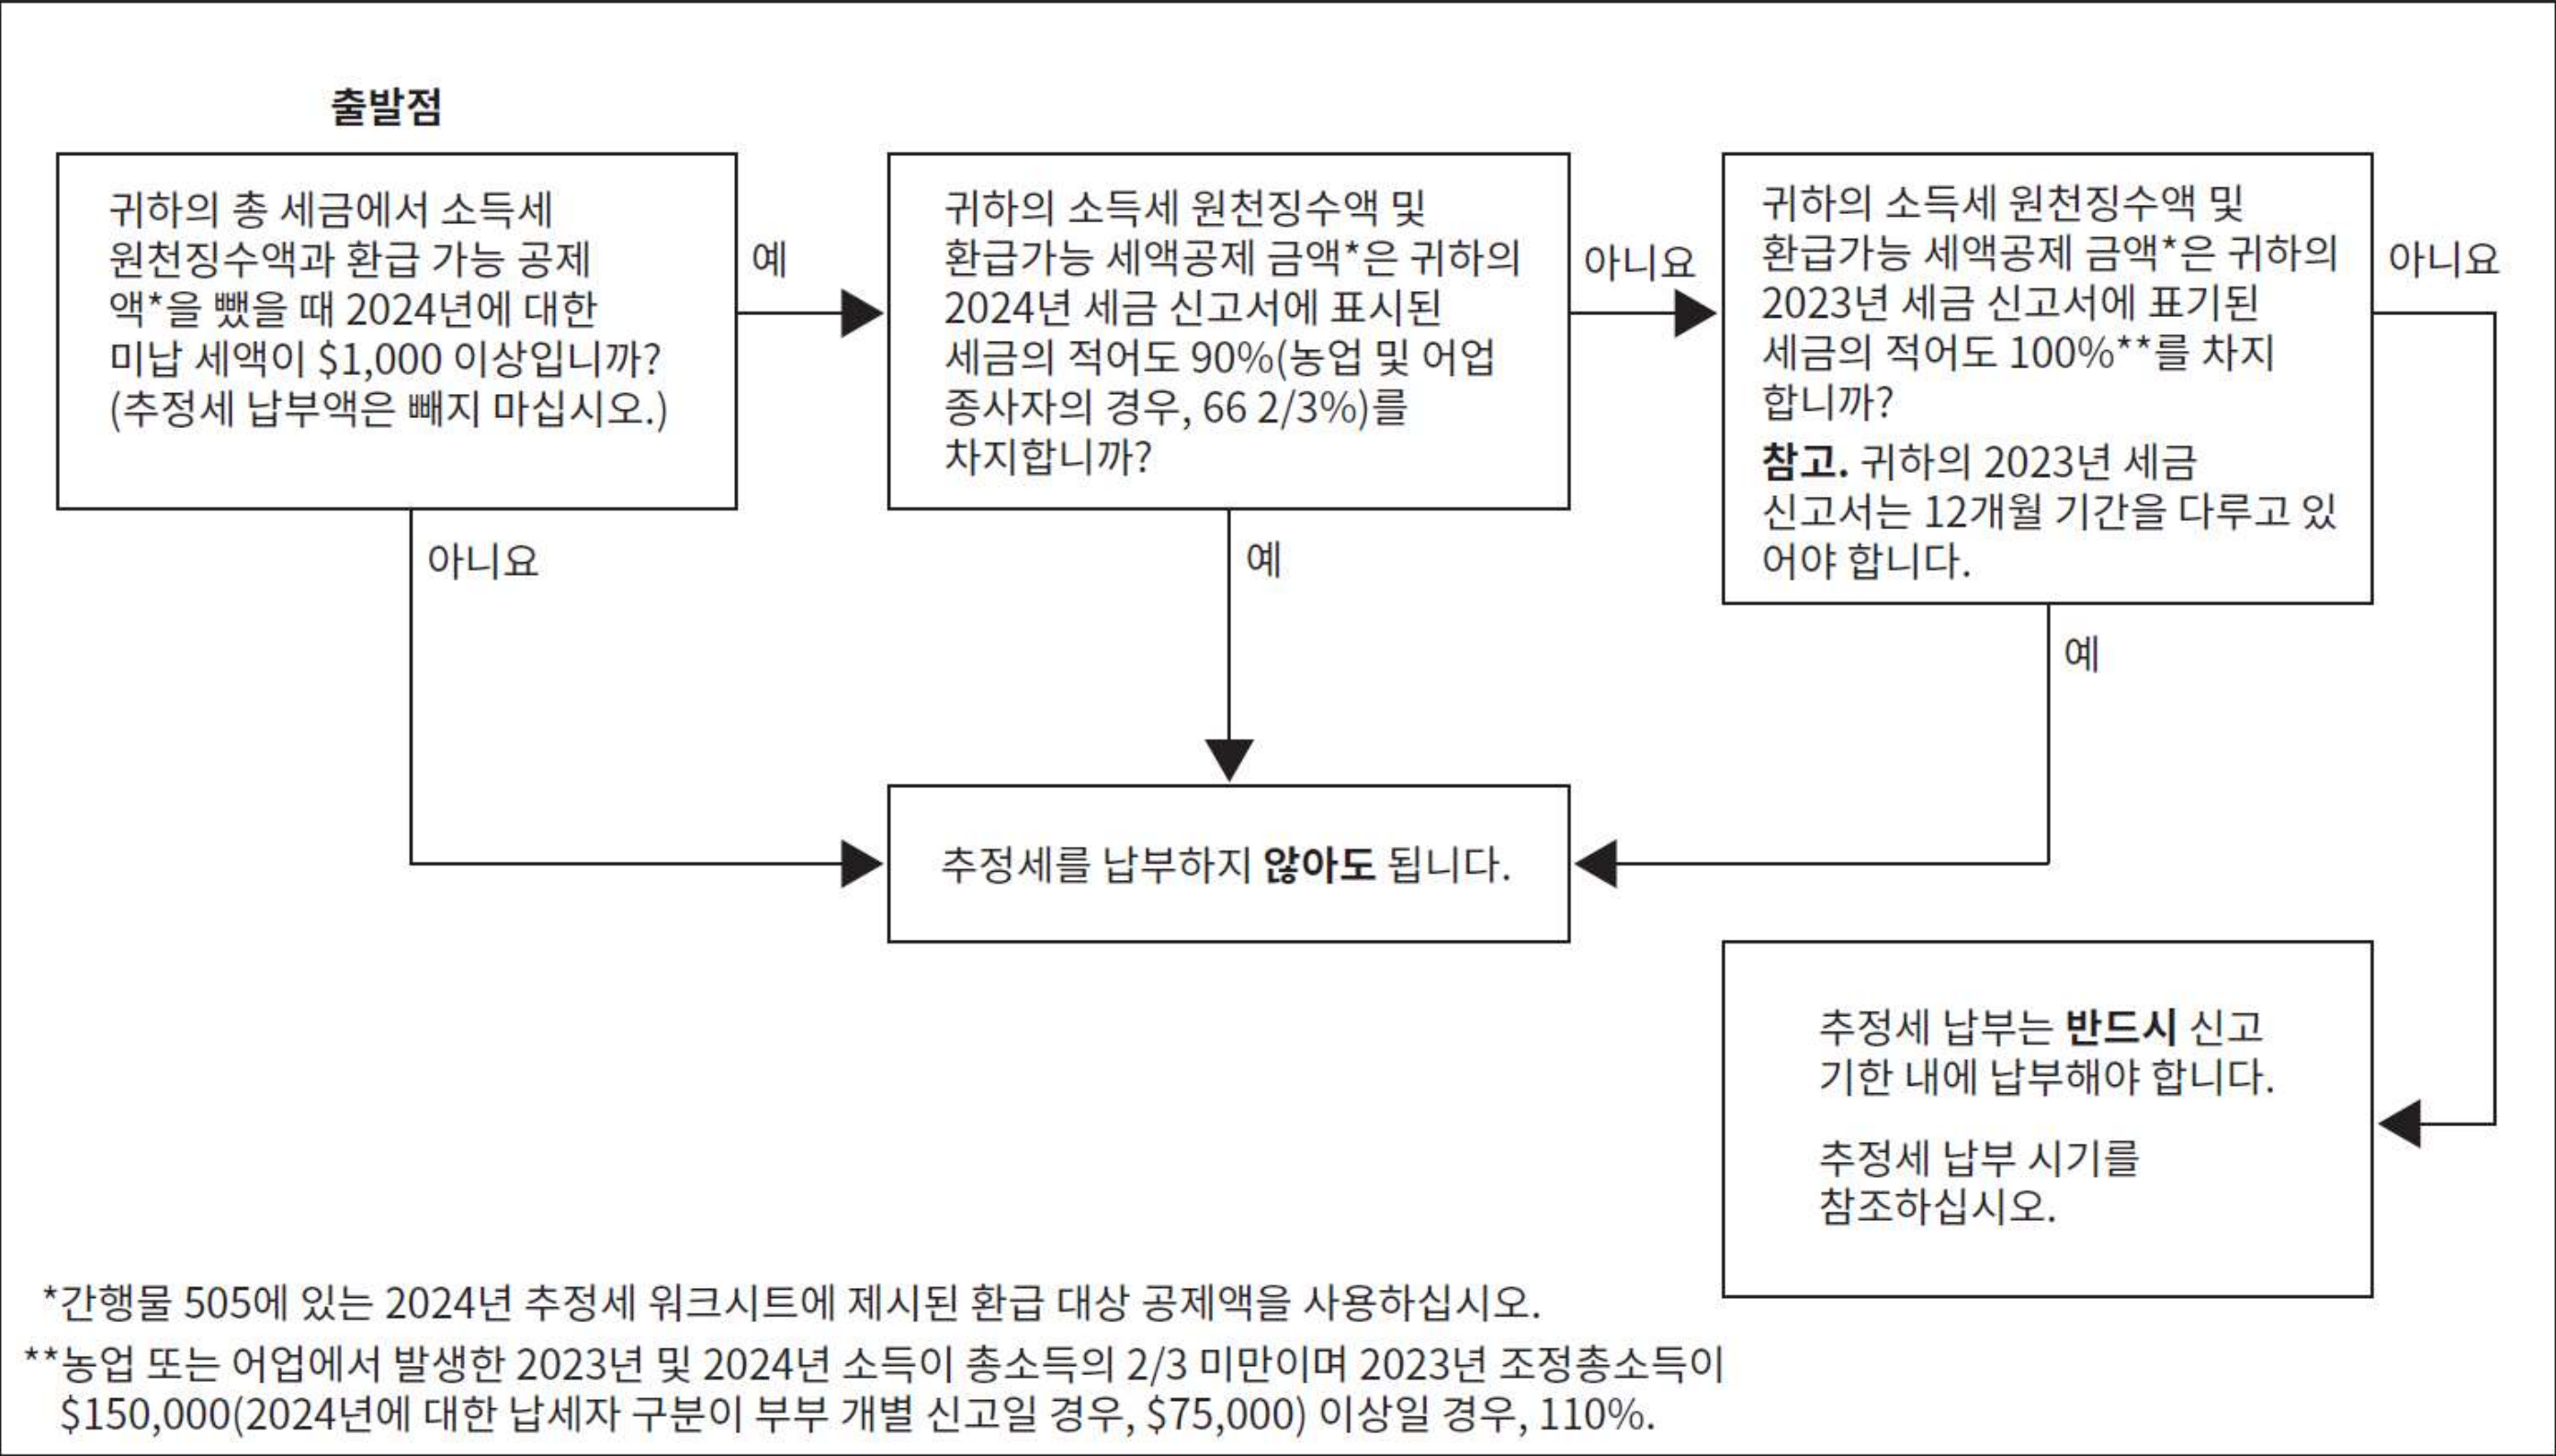 출발점
귀하의 총 세금에서 소득세
원천징수액과 환급 가능 공제
액*을 뺐을 때 2024년에 대한
미납 세액이 $1,000 이상입니까?
(추정세 납부액은 빼지 마십시오.)
예
귀하의 소득세 원천징수액 및
환급가능 세액공제 금액*은 귀하의
2024년 세금 신고서에 표시된
세금의 적어도 90%(농업 및 어업
종사자의 경우, 66 2/3%)를
차지합니까?
아니요
귀하의 소득세 원천징수액 및
환급가능 세액공제 금액*은 귀하의
2023년 세금 신고서에 표기된
세금의 적어도 100%**를 차지
합니까?
참고. 귀하의 2023년 세금
신고서는 12개월 기간을 다루고 있
어야 합니다.
아니요
아니요
예
예
추정세를 납부하지 않아도 됩니다.
추정세 납부는 반드시 신고
기한 내에 납부해야 합니다.
추정세 납부 시기를
참조하십시오.
*간행물 505에 있는 2024년 추정세 워크시트에 제시된 환급 대상 공제액을 사용하십시오.
**농업 또는 어업에서 발생한 2023년 및 2024년 소득이 총소득의 2/3 미만이며 2023년 조정총소득이
$150,000(2024년에 대한 납세자 구분이 부부 개별 신고일 경우, $75,000) 이상일 경우, 110%.